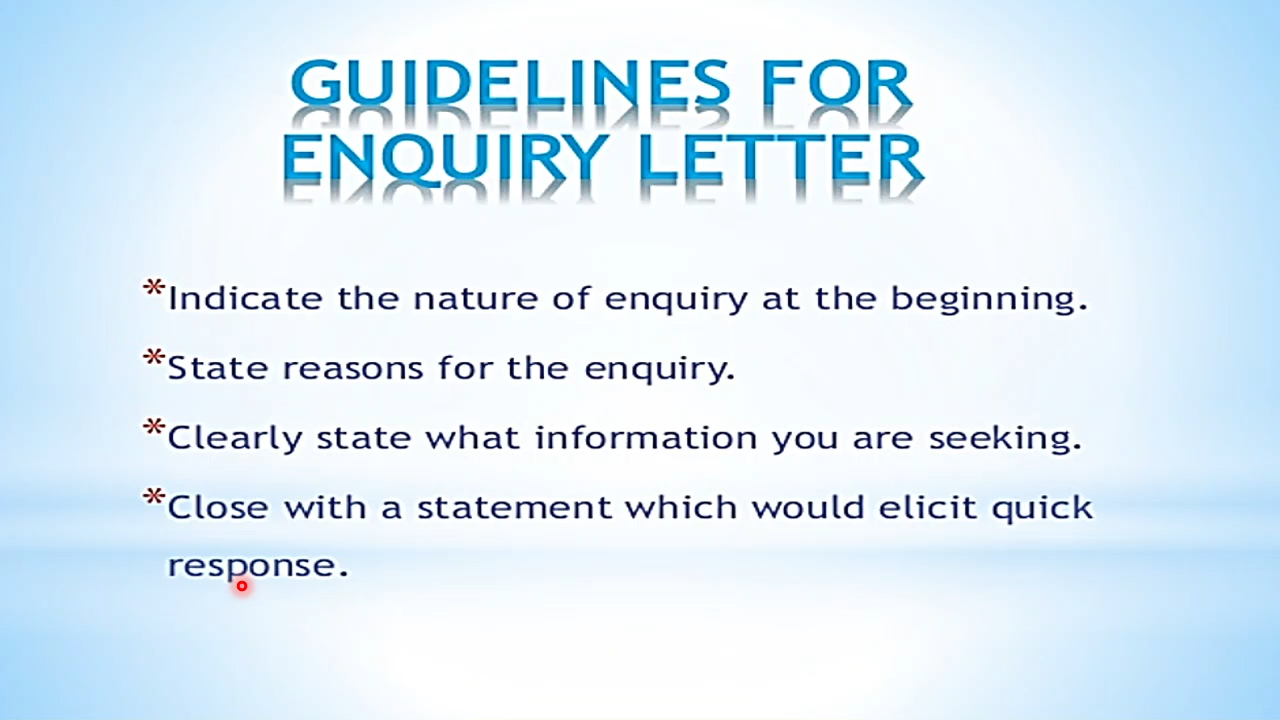 GUIDELINES FOR
ENQUIRY LETTER
*Indicate the nature of enquiry at the beginning.
*State reasons for the enquiry.
*Clearly state what information you are seeking.
*Close with a statement which would elicit quick
response.